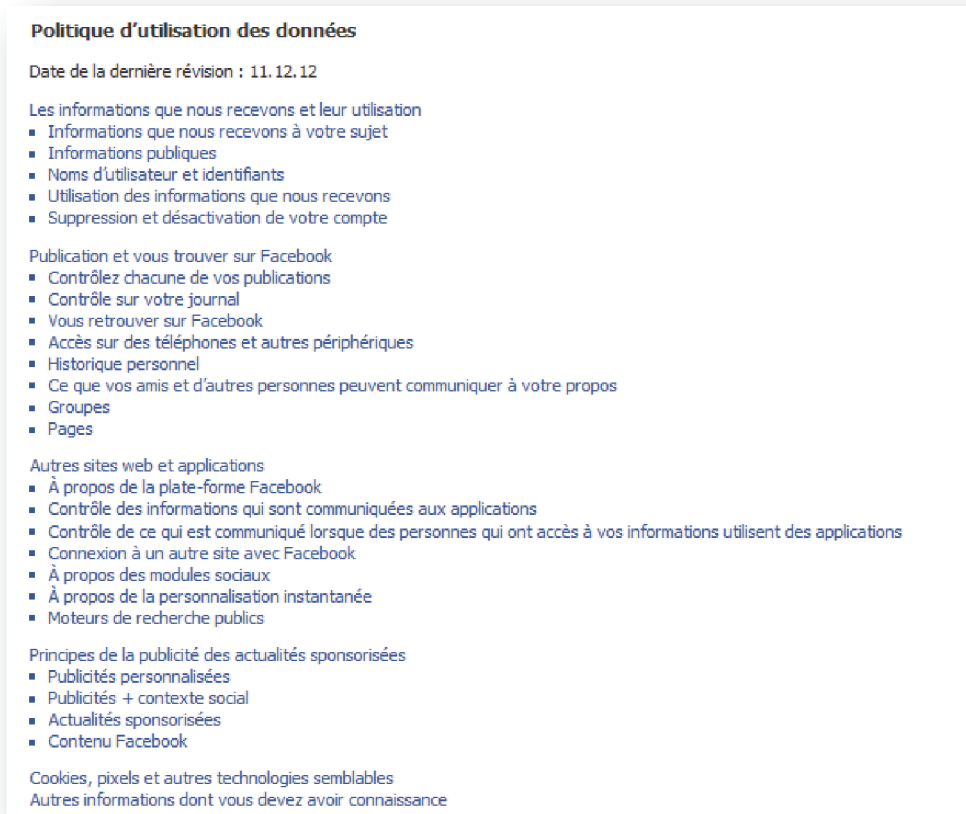 Politique d'utilisation des données
Date de la dernière révision : 11.12.12
Les informations que nous recevons et leur utilisation
▪ Informations que nous recevons à votre sujet
▪ Informations publiques
▪ Noms d'utilisateur et identifiants
▪ Utilisation des informations que nous recevons
▪ Suppression et désactivation de votre compte
Publication et vous trouver sur Facebook
▪ Contrôlez chacune de vos publications
▪ Contrôle sur votre journal
▪ Vous retrouver sur Facebook
▪ Accès sur des téléphones et autres périphériques
▪ Historique personnel
▪ Ce que vos amis et d'autres personnes peuvent communiquer à votre propos
▪ Groupes
▪ Pages
Autres sites web et applications
▪ À propos de la plate-forme Facebook
▪ Contrôle des informations qui sont communiquées aux applications
▪ Contrôle de ce qui est communiqué lorsque des personnes qui ont accès à vos informations utilisent des applications
▪ Connexion à un autre site avec Facebook
▪ À propos des modules sociaux
▪ À propos de la personnalisation instantanée
▪ Moteurs de recherche publics
Principes de la publicité des actualités sponsorisées
▪ Publicités personnalisées
▪ Publicités + contexte social
▪ Actualités sponsorisées
▪ Contenu Facebook
Cookies, pixels et autres technologies semblables
Autres informations dont vous devez avoir connaissance